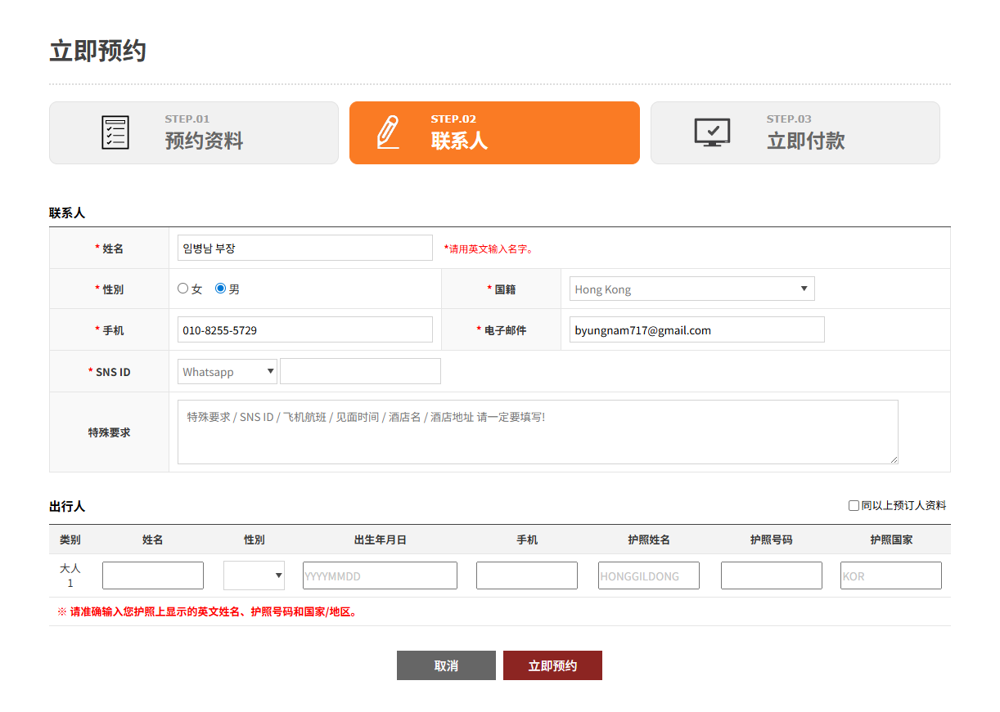 立即预约
STEP.01
预约资料
STEP.02
联系人
STEP.03
立即付款
联系人
* 姓名 임병남 부장 *请用英文输入名字。
* 性别 女 男 * 国籍 Hong Kong
* 手机 010-8255-5729 * 电子邮件 byungnam717@gmail.com
* SNS ID Whatsapp
特殊要求 特殊要求 / SNS ID / 飞机航班 / 见面时间 / 酒店名 / 酒店地址 请一定要填写!
出行人 同以上预订人资料
类别 姓名 性别 出生年月日 手机 护照姓名 护照号码 护照国家
大人
1 YYYYMMDD HONGGILDONG KOR
※ 请准确输入您护照上显示的英文姓名、护照号码和国家/地区。
取消 立即预约